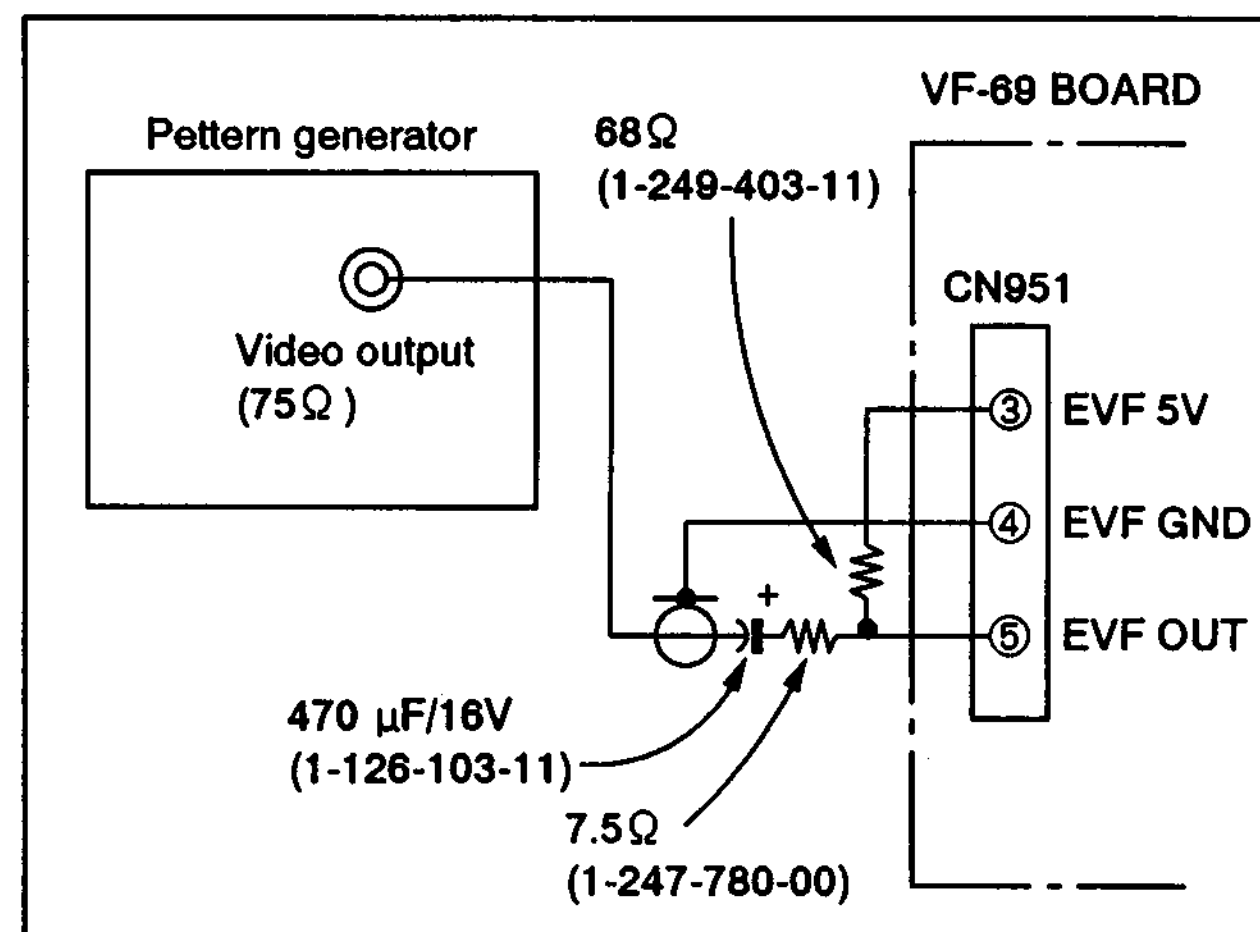 VF-69 BOARD
Pettern generator
68Ω
(1-249-403-11)
CN951
Video output
(75Ω )
③ EVF 5V
④ EVF GND
+
⑤ EVF OUT
470 µF/16V
(1-126-103-11)
7.5Ω
(1-247-780-00)